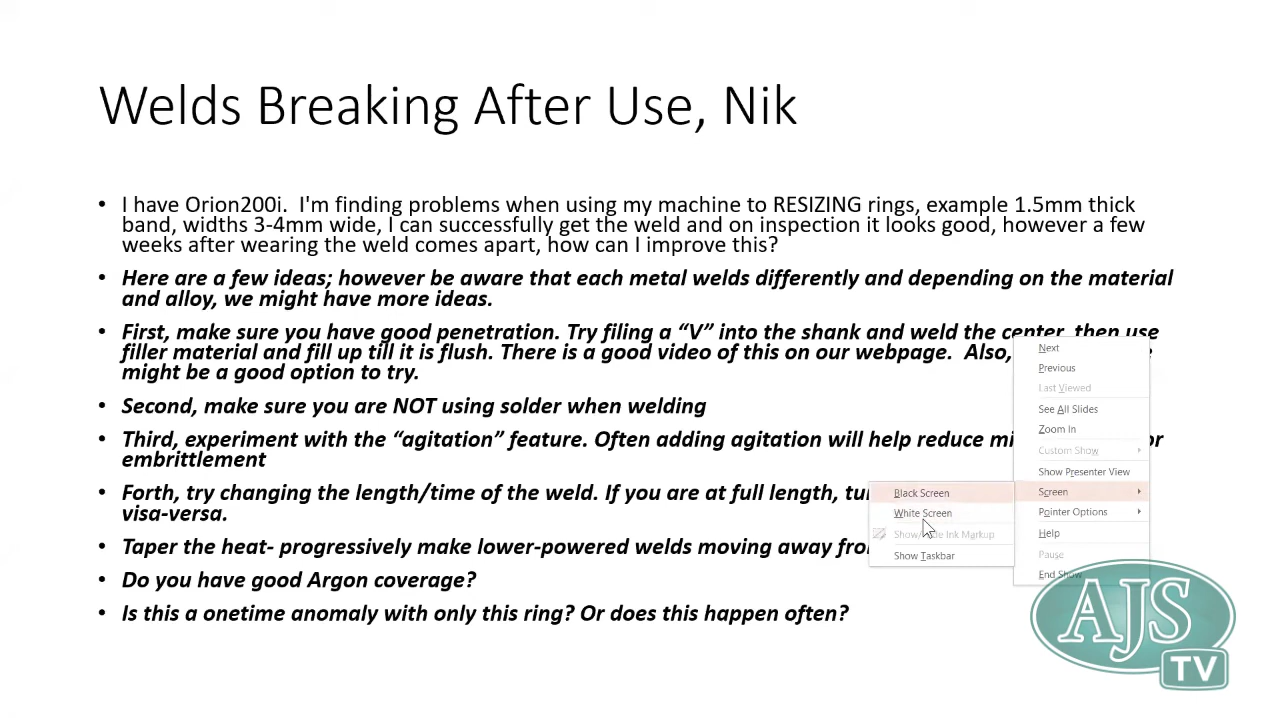 Welds Breaking After Use, Nik
• I have Orion200i.  I'm finding problems when using my machine to RESIZING rings, example 1.5mm thick
band, widths 3-4mm wide, I can successfully get the weld and on inspection it looks good, however a few
weeks after wearing the weld comes apart, how can I improve this?
• Here are a few ideas; however be aware that each metal welds differently and depending on the material
and alloy, we might have more ideas.
• First, make sure you have good penetration. Try filing a “V” into the shank and weld the center, then use
filler material and fill up till it is flush. There is a good video of this on our webpage.  Also,
might be a good option to try.
• Second, make sure you are NOT using solder when welding
• Third, experiment with the “agitation” feature. Often adding agitation will help reduce
embrittlement
• Forth, try changing the length/time of the weld. If you are at full length,
visa-versa.
• Taper the heat- progressively make lower-powered welds moving away
• Do you have good Argon coverage?
• Is this a onetime anomaly with only this ring? Or does this happen often?
Next
Previous
Last Viewed
See All Slides
Zoom In
Custom Show
Show Presenter View
Screen
Pointer Options
Help
Pause
End Show
Black Screen
White Screen
Ink Markup
Show Taskbar
AJS
TV